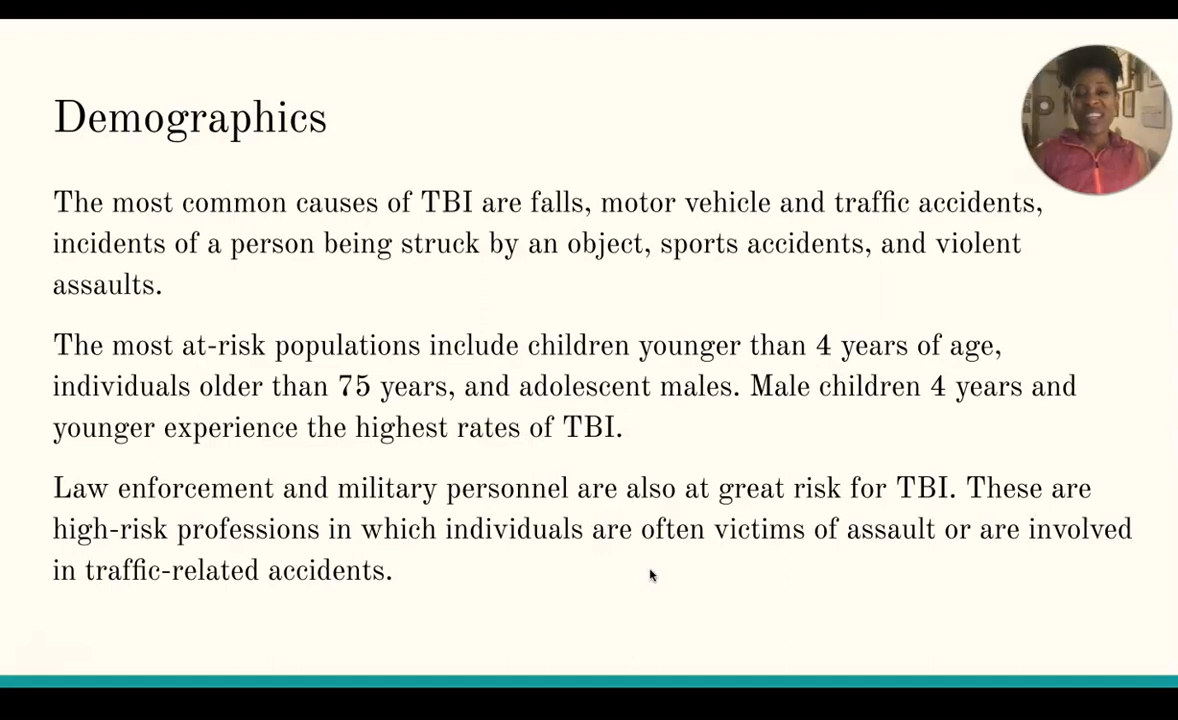 Demographics
The most common causes of TBI are falls, motor vehicle and traffic accidents,
incidents of a person being struck by an object, sports accidents, and violent
assaults.
The most at-risk populations include children younger than 4 years of age,
individuals older than 75 years, and adolescent males. Male children 4 years and
younger experience the highest rates of TBI.
Law enforcement and military personnel are also at great risk for TBI. These are
high-risk professions in which individuals are often victims of assault or are involved
in traffic-related accidents.